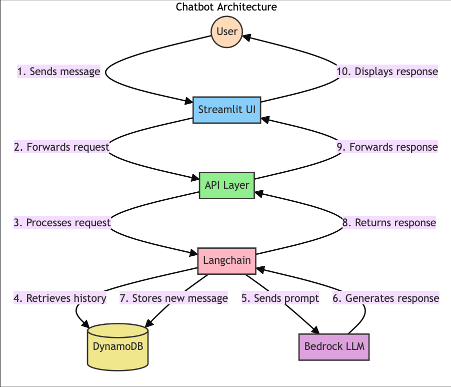 Chatbot Architecture
User
1. Sends message
10. Displays response
Streamlit UI
2. Forwards request
9. Forwards response
API Layer
3. Processes request
8. Returns response
Langchain
4. Retrieves history
7. Stores new message
5. Sends prompt
6. Generates response
DynamoDB
Bedrock LLM